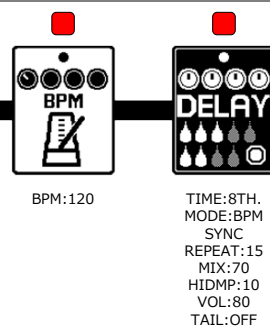 BPM
DELAY
BPM:120
TIME:8TH.
MODE:BPM
SYNC
REPEAT:15
MIX:70
HIDMP:10
VOL:80
TAIL:OFF